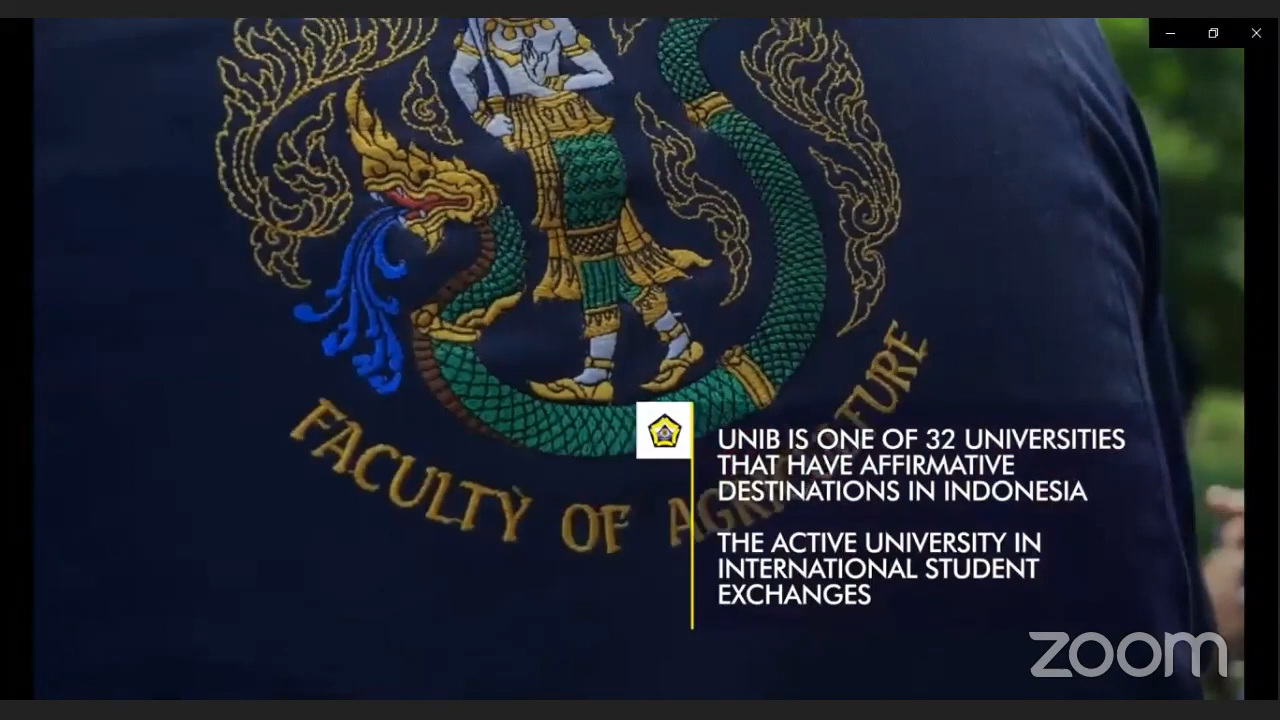 FACULTY OF AGRICULTURE
UNIB IS ONE OF 32 UNIVERSITIES
THAT HAVE AFFIRMATIVE
DESTINATIONS IN INDONESIA
THE ACTIVE UNIVERSITY IN
INTERNATIONAL STUDENT
EXCHANGES
zoom